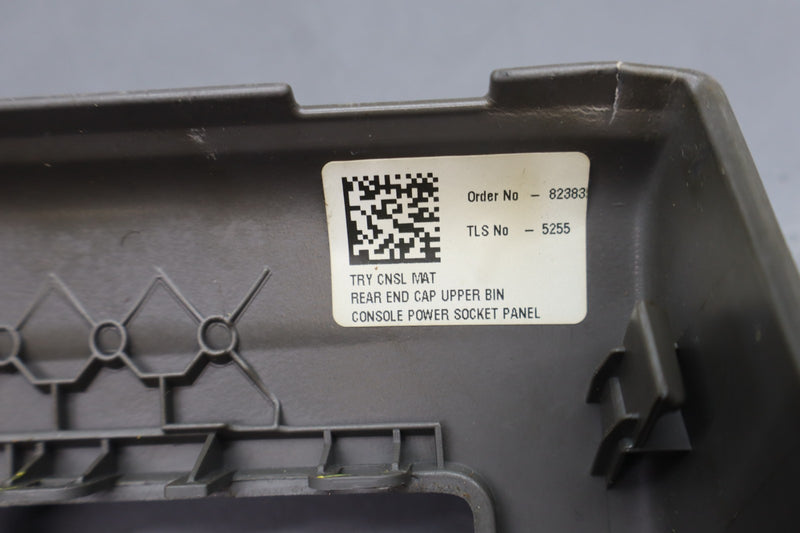 Order No - 82383
TLS No - 5255
TRY CNSL MAT
REAR END CAP UPPER BIN
CONSOLE POWER SOCKET PANEL